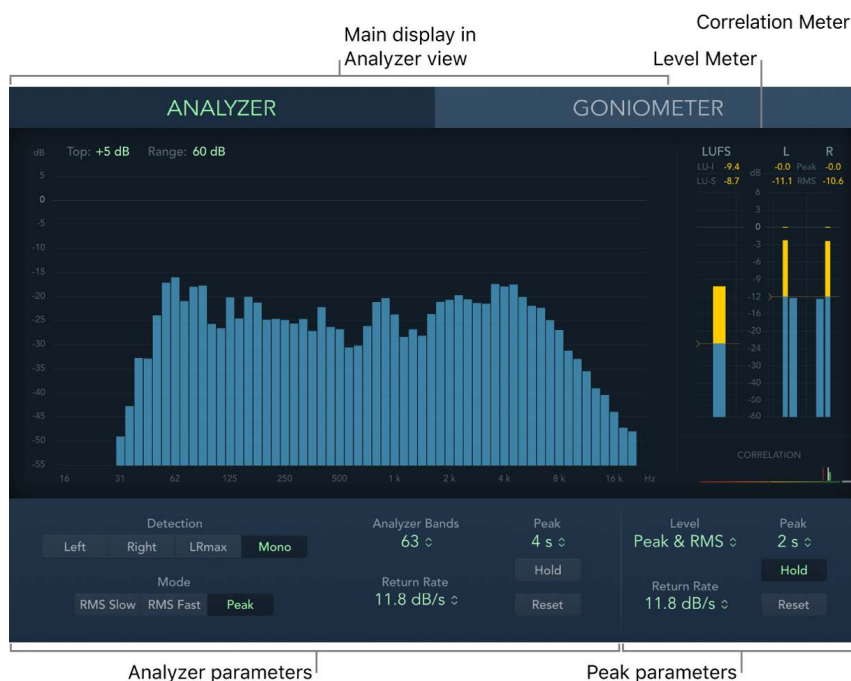 Correlation Meter
Main display in
Analyzer view
Level Meter
ANALYZER
GONIOMETER
dB Top: +5 dB Range: 60 dB
5
0
-5
-10
-15
-20
-25
-30
-35
-40
-45
-50
-55
16 31 62 125 250 500 1 k 2 k 4 k 8 k 16 k Hz
LUFS L R
LU-I -9.4 -0.0 Peak -0.0
LU-S -8.7 dB -11.1 RMS -10.6
6
3
0
-3
-6
-9
-12
-16
-20
-24
-30
-40
-50
-60
CORRELATION
Detection
Left Right LRmax Mono
Mode
RMS Slow RMS Fast Peak
Analyzer Bands
63
Return Rate
11.8 dB/s
Peak
4 s
Hold
Reset
Level
Peak & RMS
Return Rate
11.8 dB/s
Peak
2 s
Hold
Reset
Analyzer parameters
Peak parameters